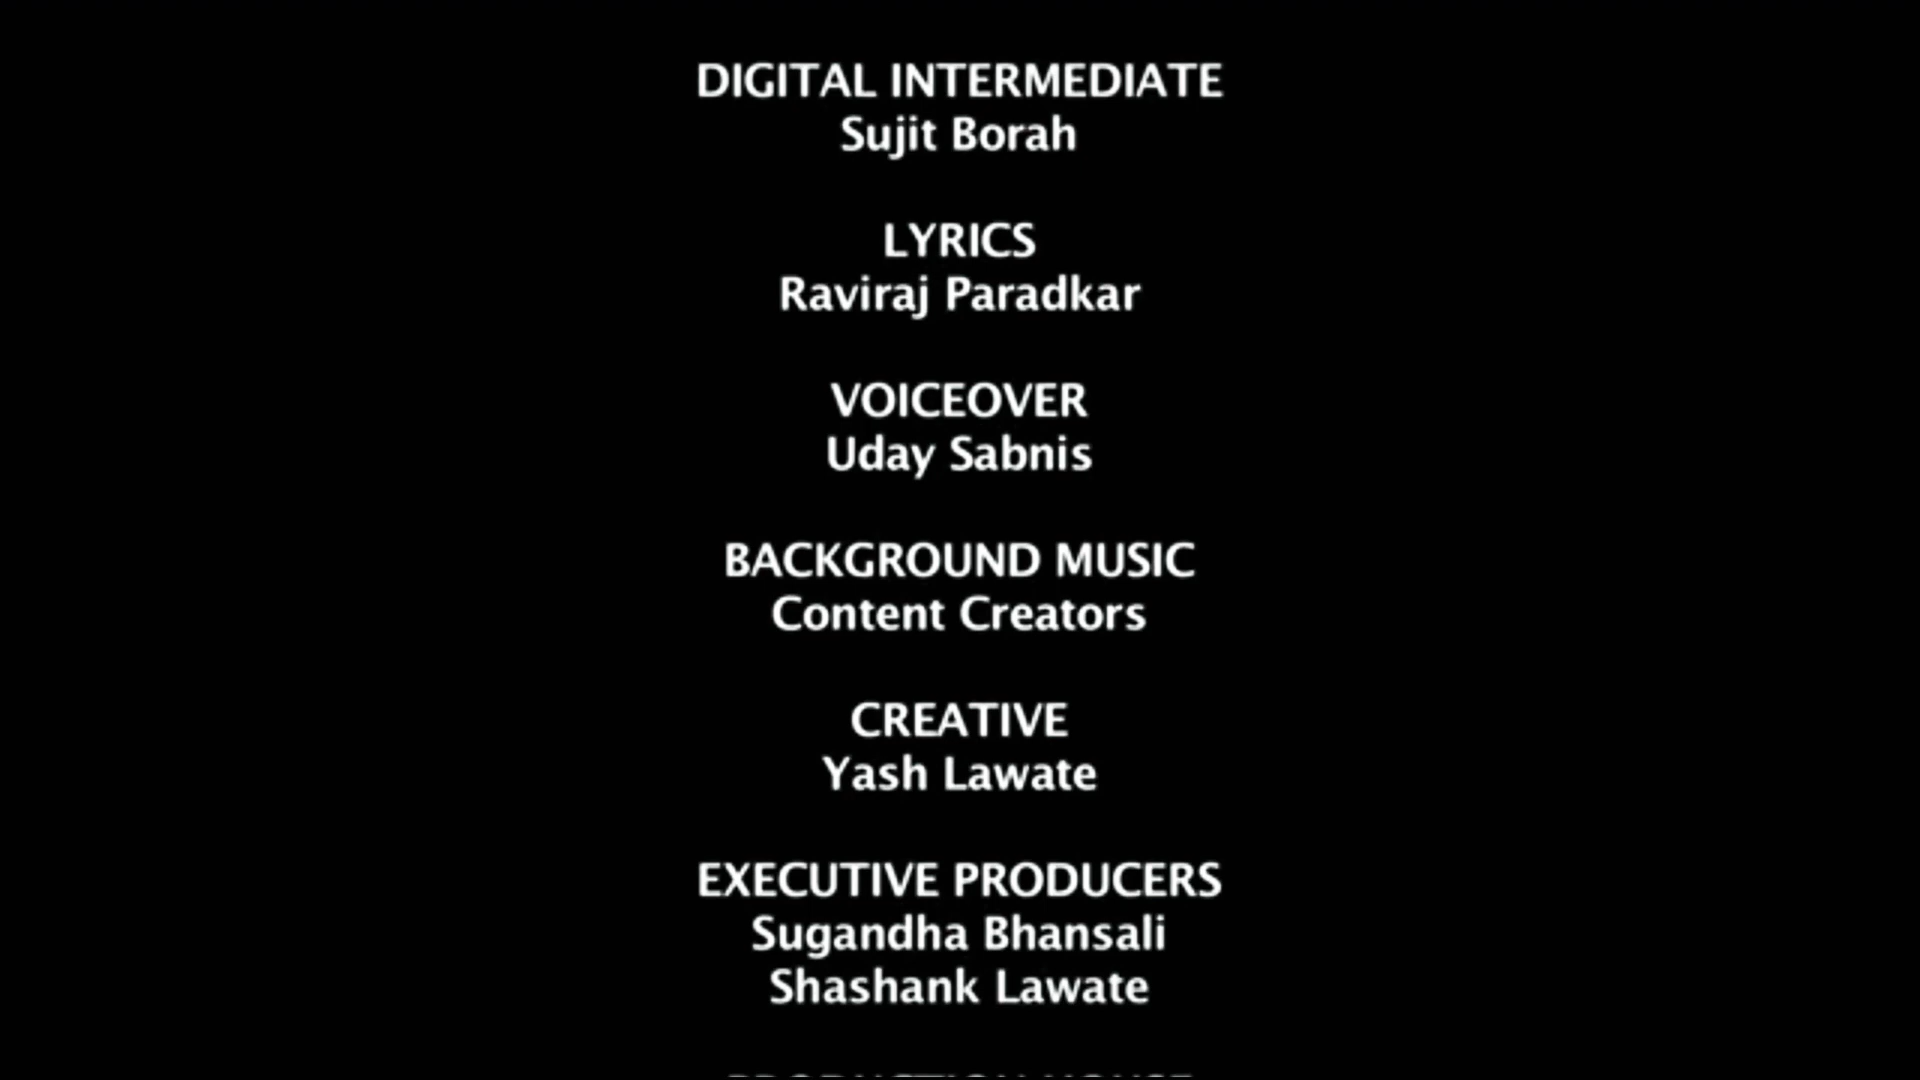 DIGITAL INTERMEDIATE
Sujit Borah
LYRICS
Raviraj Paradkar
VOICEOVER
Uday Sabnis
BACKGROUND MUSIC
Content Creators
CREATIVE
Yash Lawate
EXECUTIVE PRODUCERS
Sugandha Bhansali
Shashank Lawate